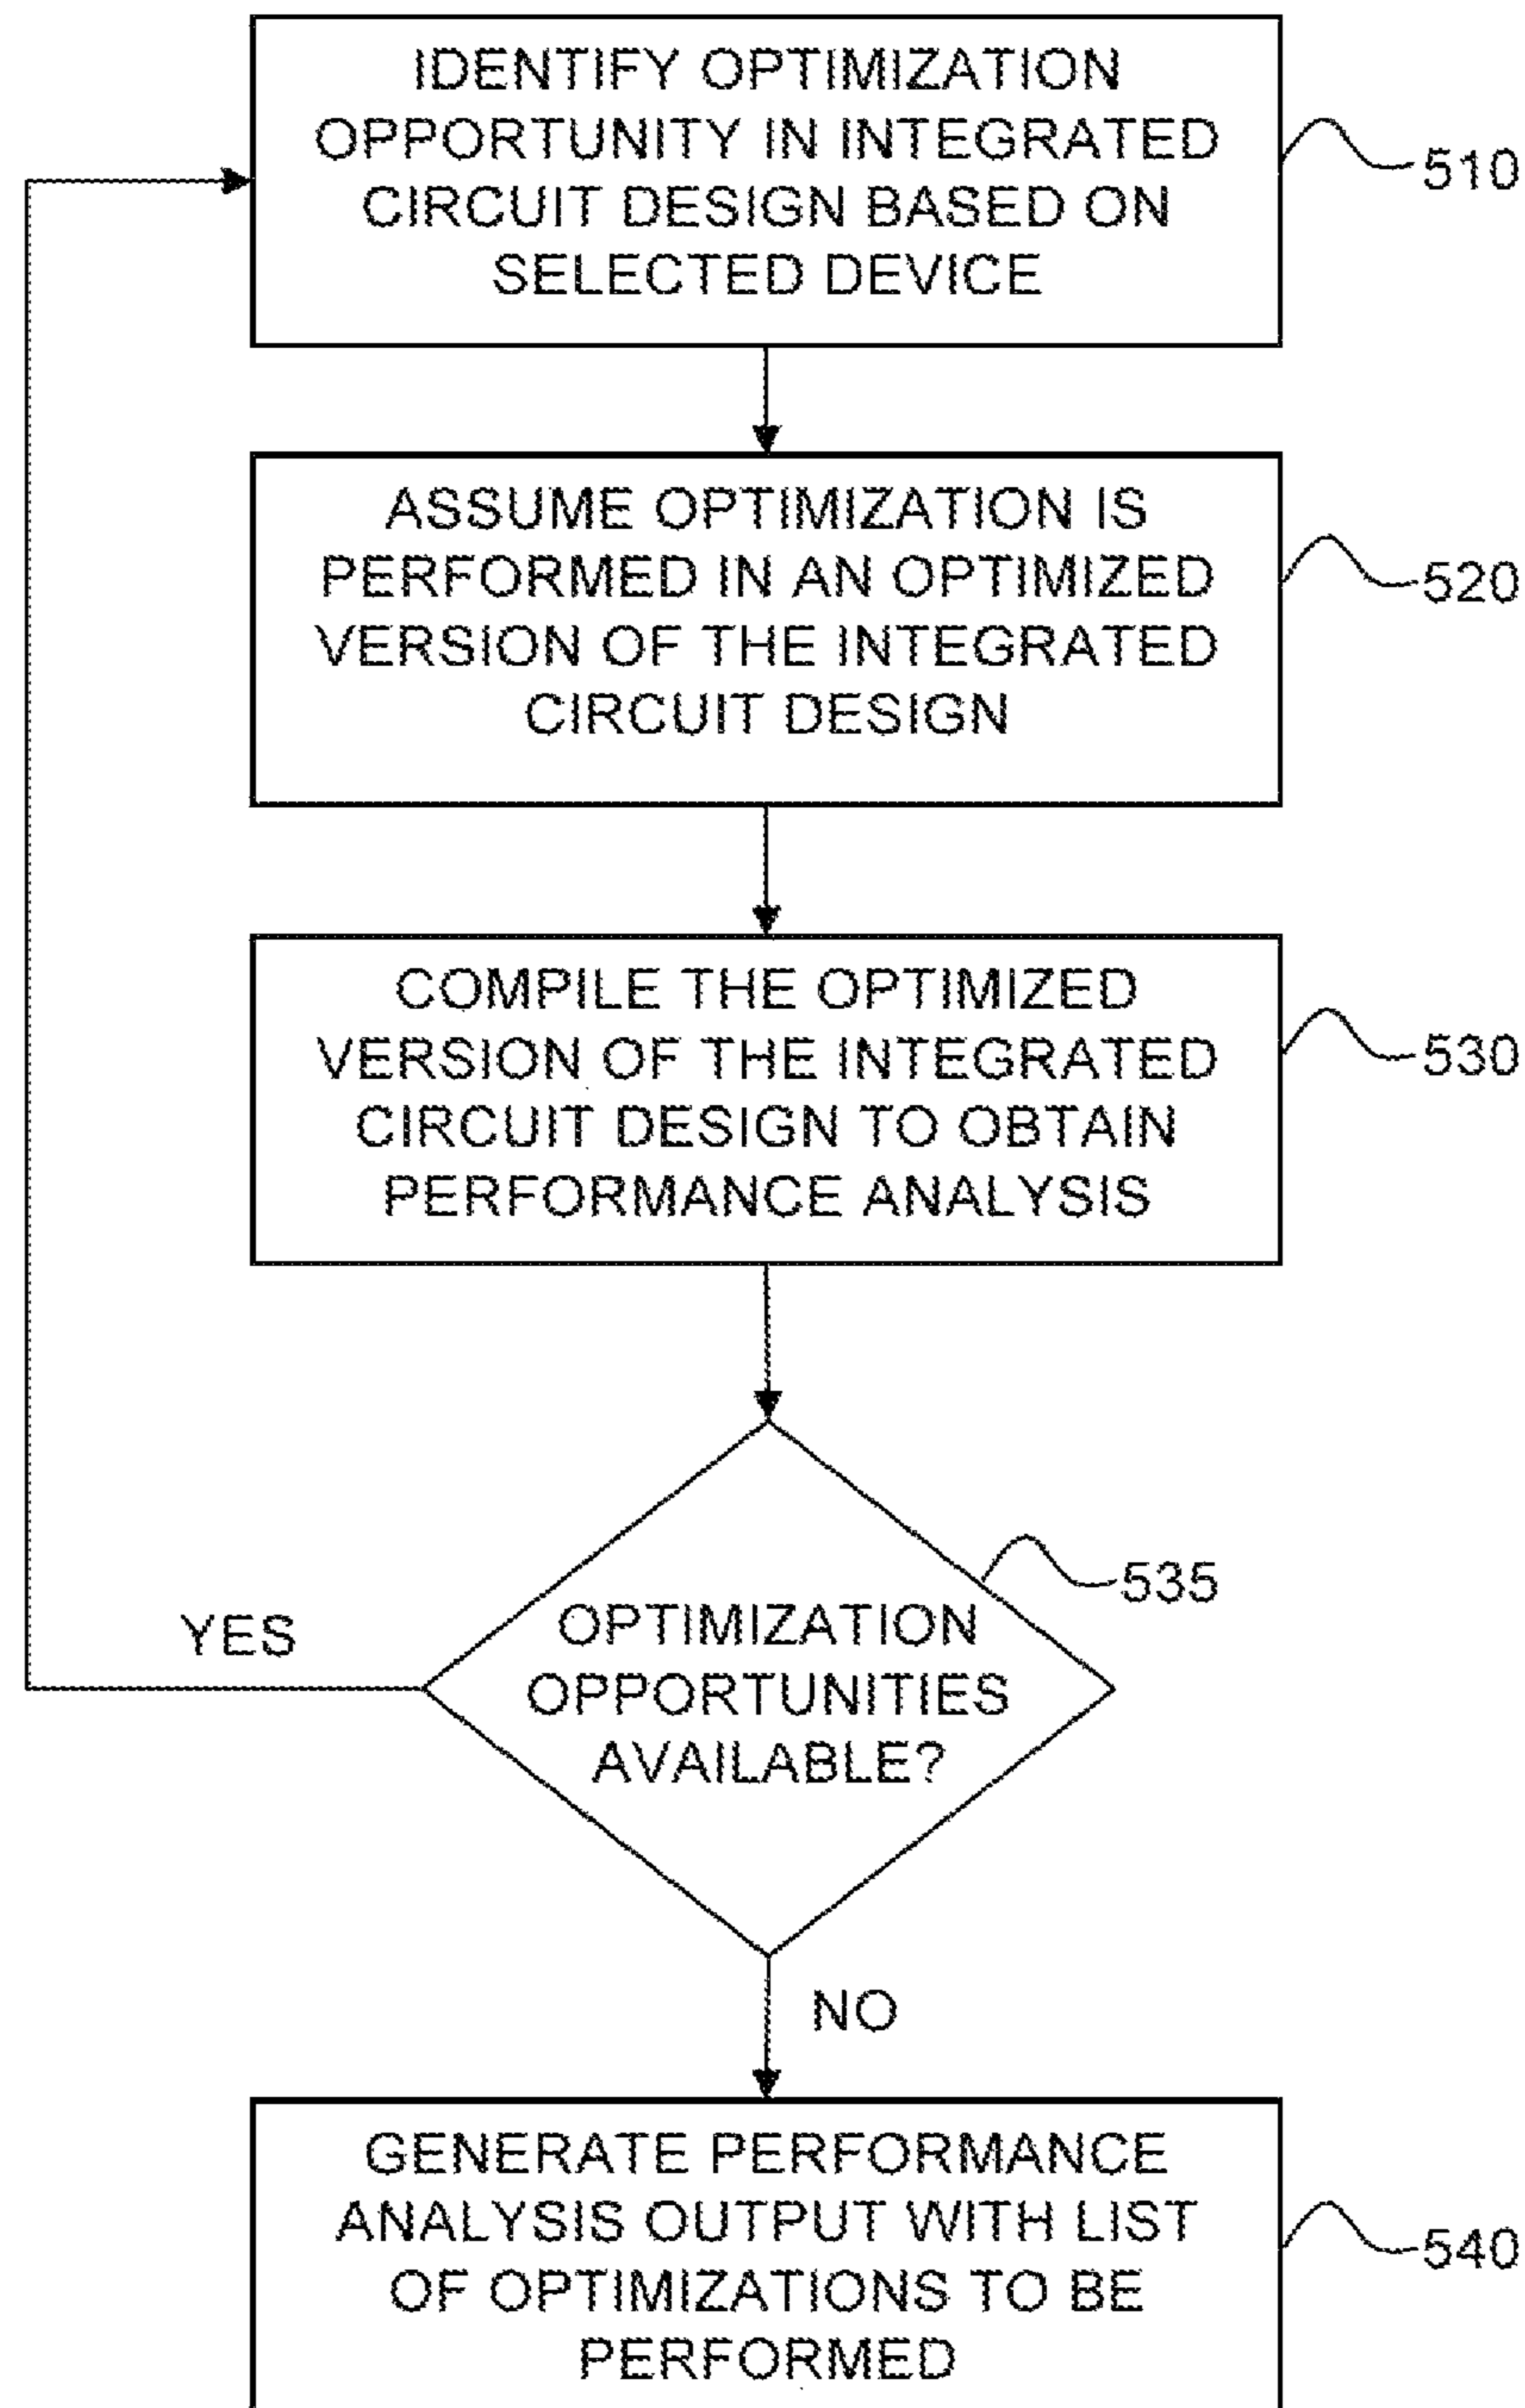 IDENTIFY OPTIMIZATION
OPPORTUNITY IN INTEGRATED
CIRCUIT DESIGN BASED ON
SELECTED DEVICE
510
ASSUME OPTIMIZATION IS
PERFORMED IN AN OPTIMIZED
VERSION OF THE INTEGRATED
CIRCUIT DESIGN
520
COMPILE THE OPTIMIZED
VERSION OF THE INTEGRATED
CIRCUIT DESIGN TO OBTAIN
PERFORMANCE ANALYSIS
530
OPTIMIZATION
OPPORTUNITIES
AVAILABLE?
535
YES
NO
GENERATE PERFORMANCE
ANALYSIS OUTPUT WITH LIST
OF OPTIMIZATIONS TO BE
PERFORMED
540